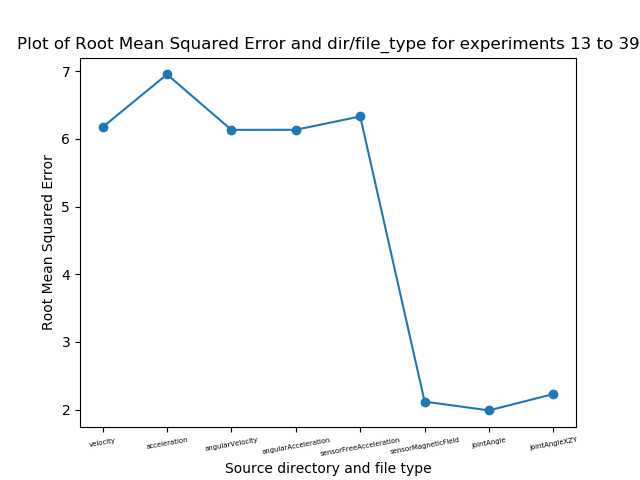 Plot of Root Mean Squared Error and dir/file_type for experiments 13 to 39
7
6
5
4
3
2
Root Mean Squared Error
velocity
acceleration
angularVelocity
angularAcceleration
sensorFreeAcceleration
sensorMagneticField
jointAngle
jointAngleXZY
Source directory and file type